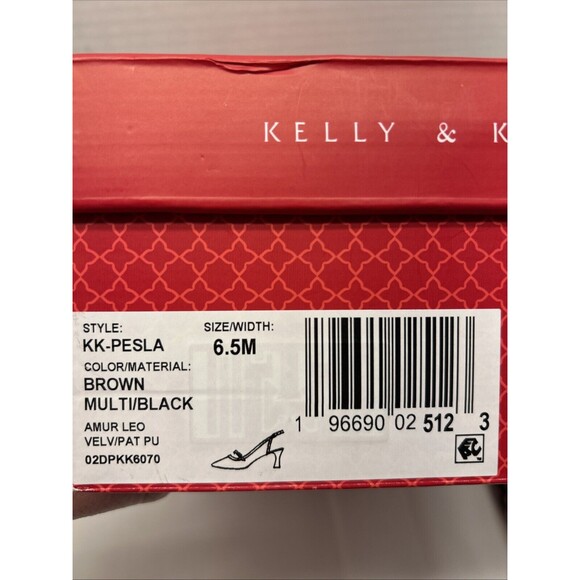 KELLY & K
STYLE:
KK-PESLA
SIZE/WIDTH:
6.5M
COLOR/MATERIAL:
BROWN
MULTI/BLACK
AMUR LEO
VELV/PAT PU
02DPKK6070
1 96690 02 512 3